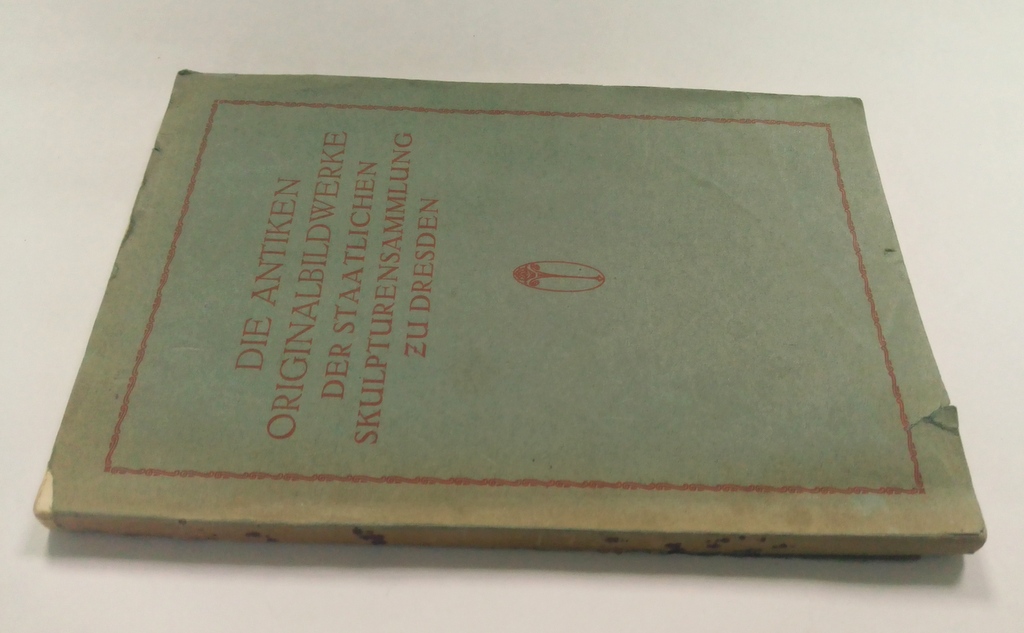 DIE ANTIKEN
ORIGINALBILDWERKE
DER STAATLICHEN
SKULPTURENSAMMLUNG
ZU DRESDEN